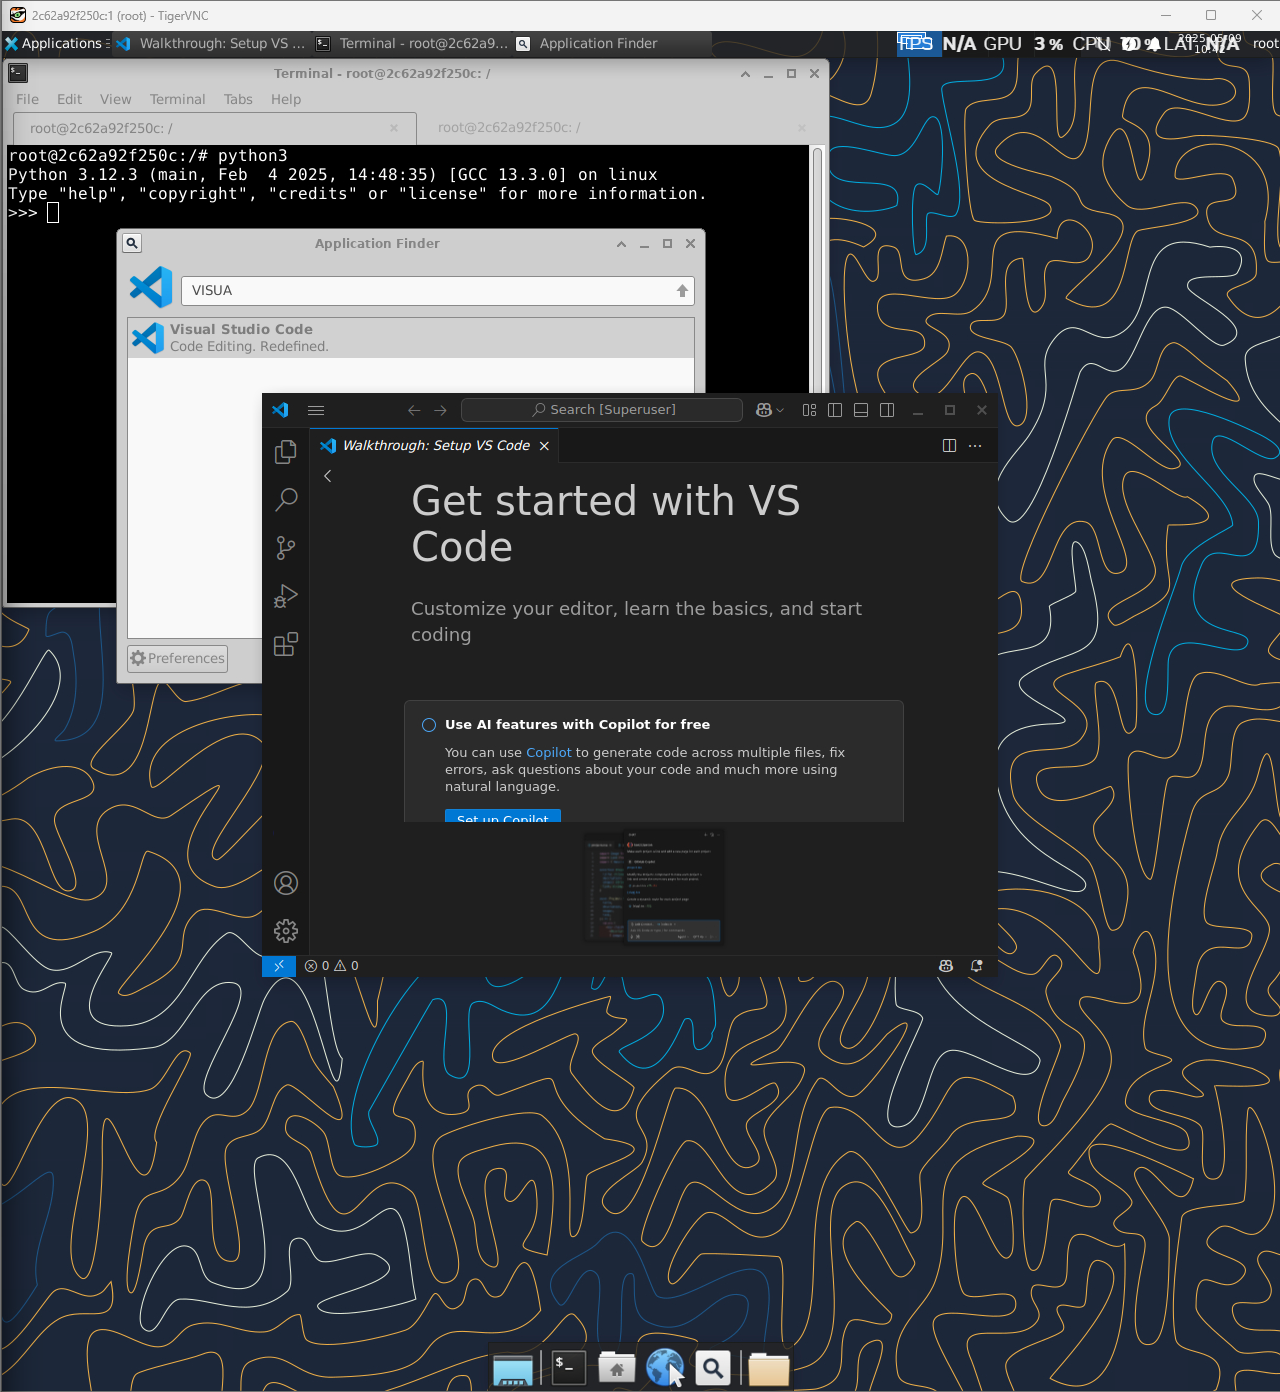 2c62a92f250c:1 (root) - TigerVNC
Applications
Walkthrough: Setup VS ...
Terminal - root@2c62a9...
Application Finder
FPS N/A GPU 3 % CPU LAT N/A
2025-05-09
root
Terminal - root@2c62a92f250c: /
File Edit View Terminal Tabs Help
root@2c62a92f250c: /
root@2c62a92f250c: /
root@2c62a92f250c:/# python3
Python 3.12.3 (main, Feb  4 2025, 14:48:35) [GCC 13.3.0] on linux
Type "help", "copyright", "credits" or "license" for more information.
>>>
Application Finder
VISUA
Visual Studio Code
Code Editing. Redefined.
Preferences
Search [Superuser]
Walkthrough: Setup VS Code
Get started with VS
Code
Customize your editor, learn the basics, and start
coding
Use AI features with Copilot for free
You can use Copilot to generate code across multiple files, fix
errors, ask questions about your code and much more using
natural language.
Set up Copilot
0 0
$_